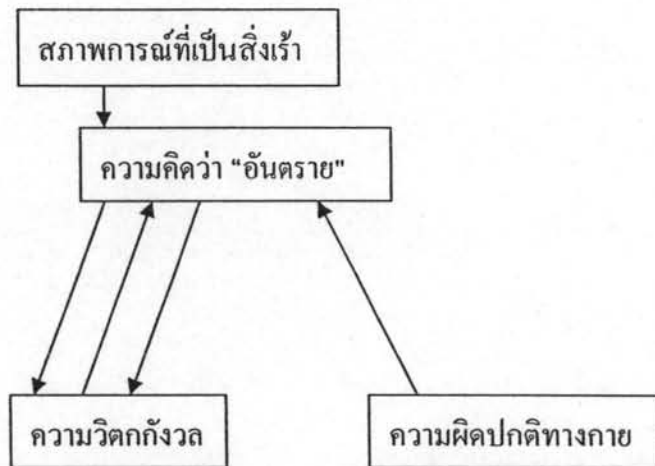 สภาพการณ์ที่เป็นสิ่งเร้า
ความคิดว่า “อันตราย"
ความวิตกกังวล
ความผิดปกติทางกาย